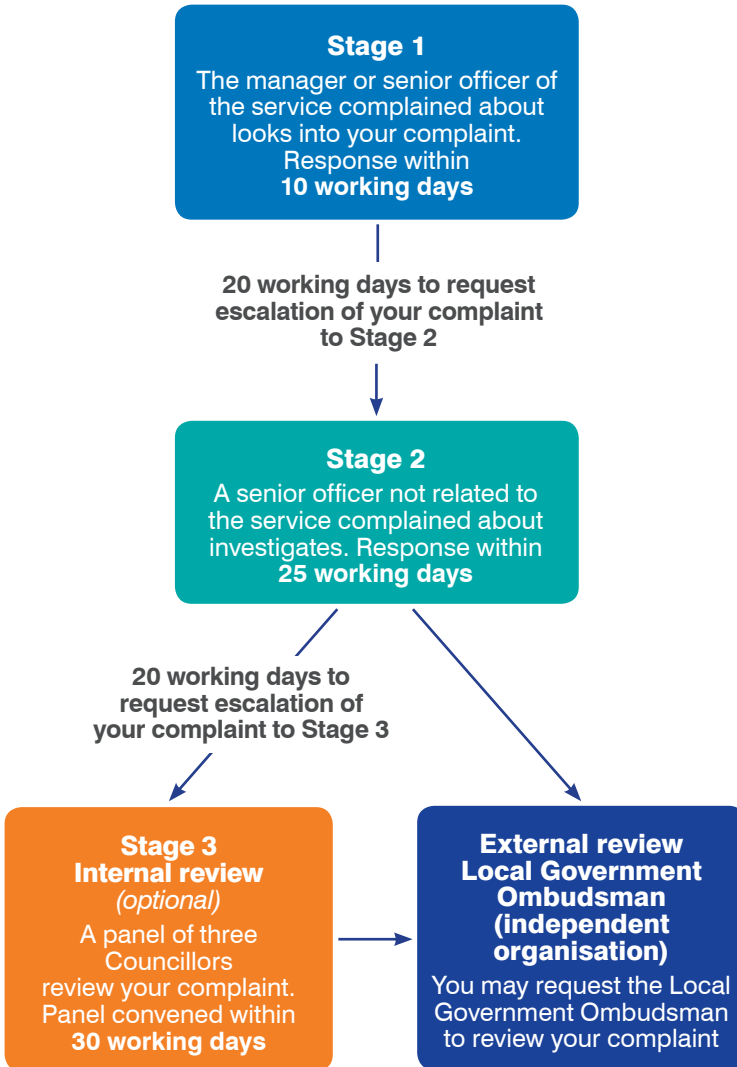 Stage 1
The manager or senior officer of
the service complained about
looks into your complaint.
Response within
10 working days
20 working days to request
escalation of your complaint
to Stage 2
Stage 2
A senior officer not related to
the service complained about
investigates. Response within
25 working days
20 working days to
request escalation of
your complaint to Stage 3
Stage 3
Internal review
(optional)
A panel of three
Councillors
review your complaint.
Panel convened within
30 working days
External review
Local Government
Ombudsman
(independent
organisation)
You may request the Local
Government Ombudsman
to review your complaint